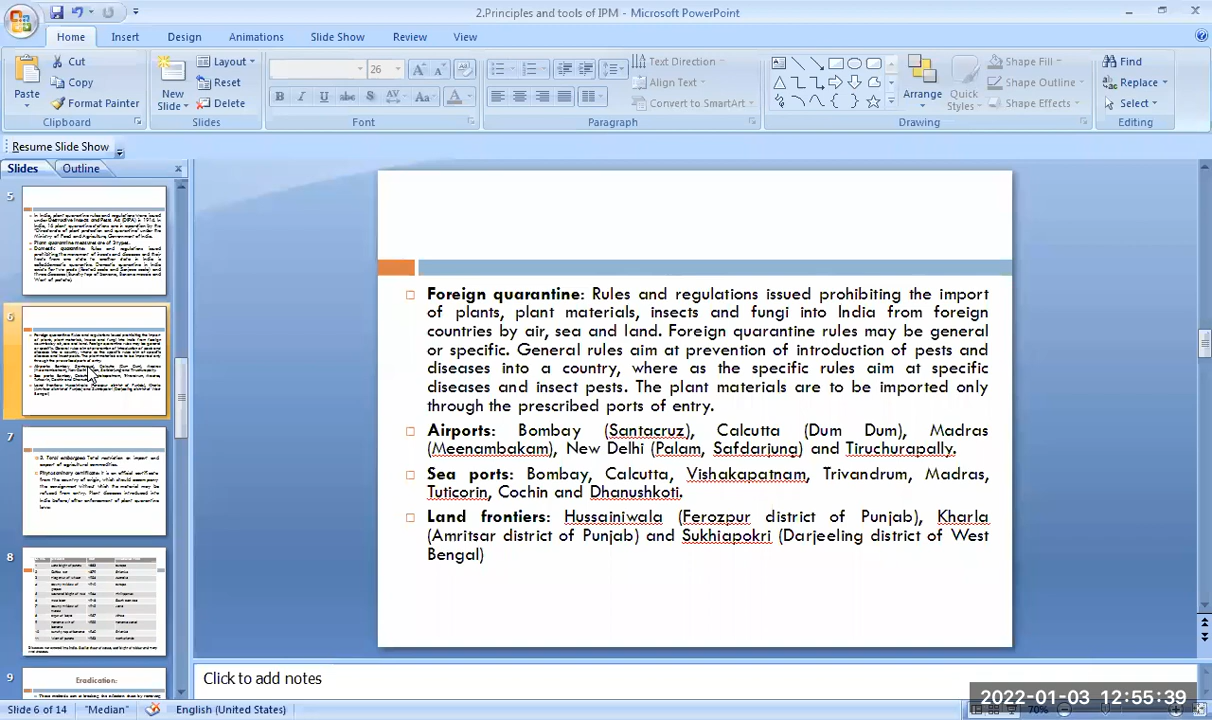 2.Principles and tools of IPM - Microsoft PowerPoint
Home Insert Design Animations Slide Show Review View
Paste
Cut
Copy
Format Painter
Clipboard
New
Slide
Layout
Reset
Delete
Slides
26
B I U abc S AV Aa A
Font
Text Direction
Align Text
Convert to SmartArt
Paragraph
Arrange
Quick
Styles
Shape Fill
Shape Outline
Shape Effects
Drawing
Find
Replace
Select
Editing
Resume Slide Show
Slides Outline
5
6
7
8
9
Eradication:
Foreign quarantine: Rules and regulations issued prohibiting the import
of plants, plant materials, insects and fungi into India from foreign
countries by air, sea and land. Foreign quarantine rules may be general
or specific. General rules aim at prevention of introduction of pests and
diseases into a country, where as the specific rules aim at specific
diseases and insect pests. The plant materials are to be imported only
through the prescribed ports of entry.
Airports: Bombay (Santacruz), Calcutta (Dum Dum), Madras
(Meenambakam), New Delhi (Palam, Safdarjung) and Tiruchurapally.
Sea ports: Bombay, Calcutta, Vishakapatnam, Trivandrum, Madras,
Tuticorin, Cochin and Dhanushkoti.
Land frontiers: Hussainiwala (Ferozpur district of Punjab), Kharla
(Amritsar district of Punjab) and Sukhiapokri (Darjeeling district of West
Bengal)
Click to add notes
Slide 6 of 14 "Median" English (United States)
70%
2022-01-03 12:55:39